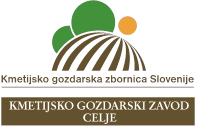 Kmetijsko gozdarska zbornica Slovenije
KMETIJSKO GOZDARSKI ZAVOD
CELJE